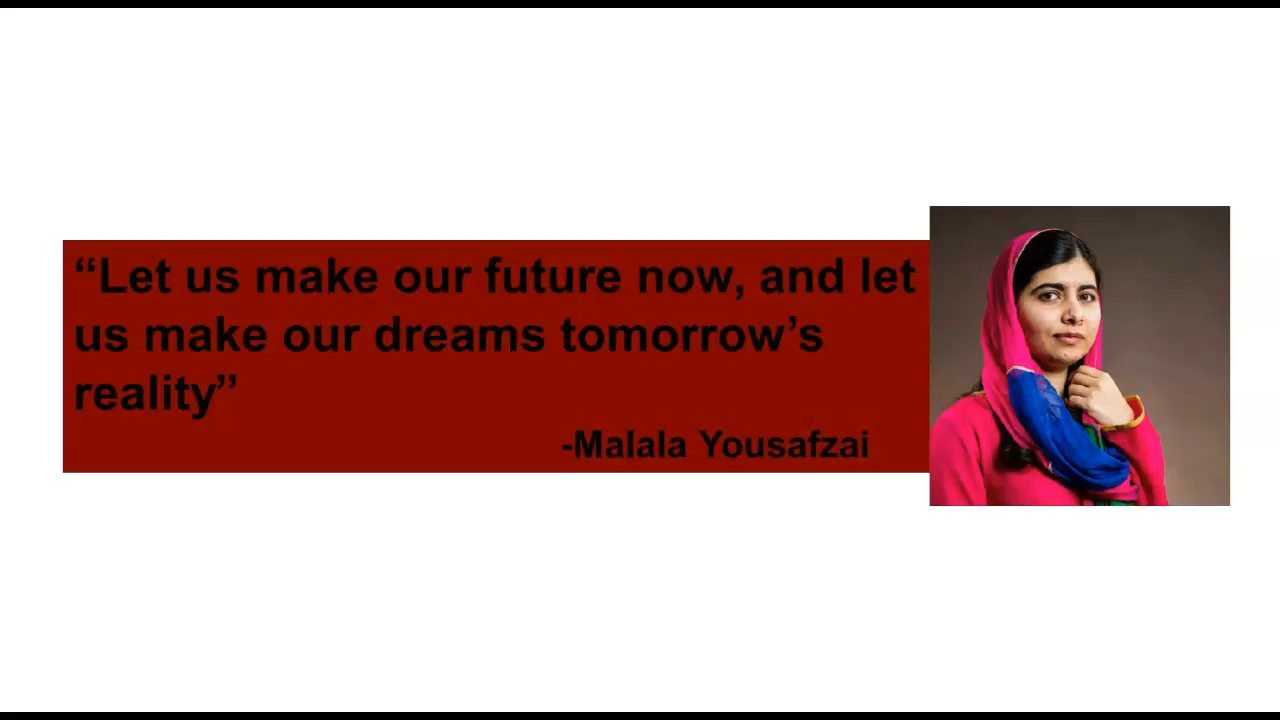 “Let us make our future now, and let
us make our dreams tomorrow’s
reality”
-Malala Yousafzai